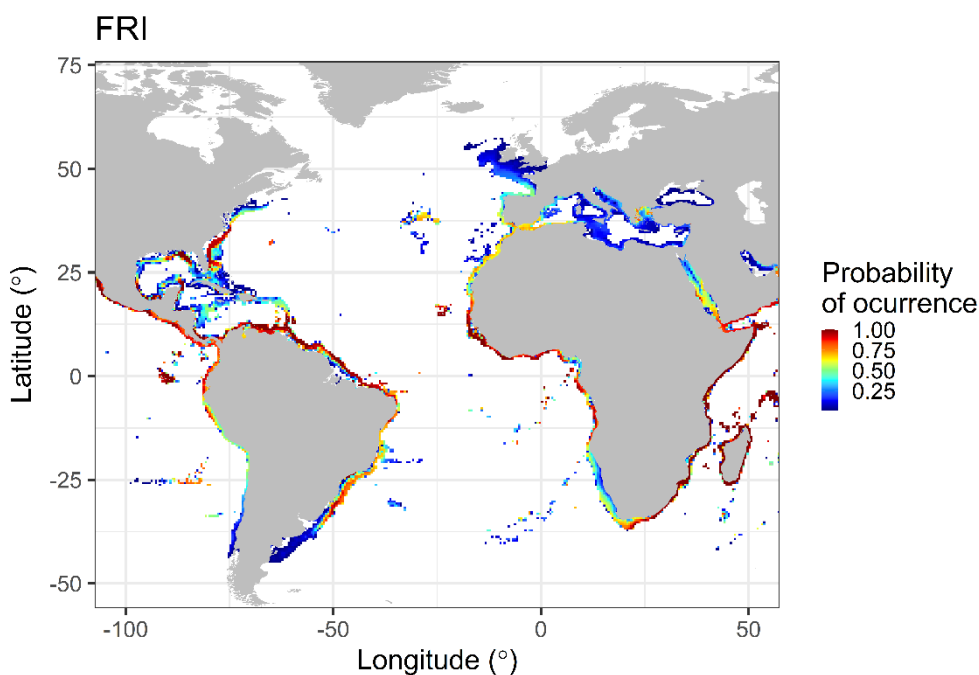 FRI
75
50
25
0
-25
-50
Latitude (°)
-100
-50
0
50
Longitude (°)
Probability
of ocurrence
1.00
0.75
0.50
0.25